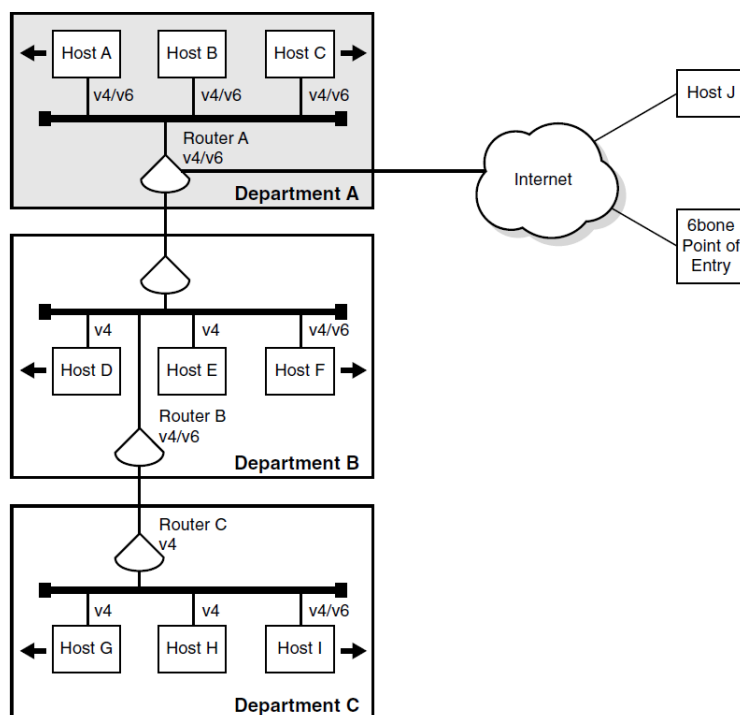 Host A
Host B
Host C
v4/v6
v4/v6
v4/v6
Router A
v4/v6
Department A
Internet
Host J
6bone
Point of
Entry
v4
v4
v4/v6
Host D
Host E
Host F
Router B
v4/v6
Department B
Router C
v4
v4
v4
v4/v6
Host G
Host H
Host I
Department C